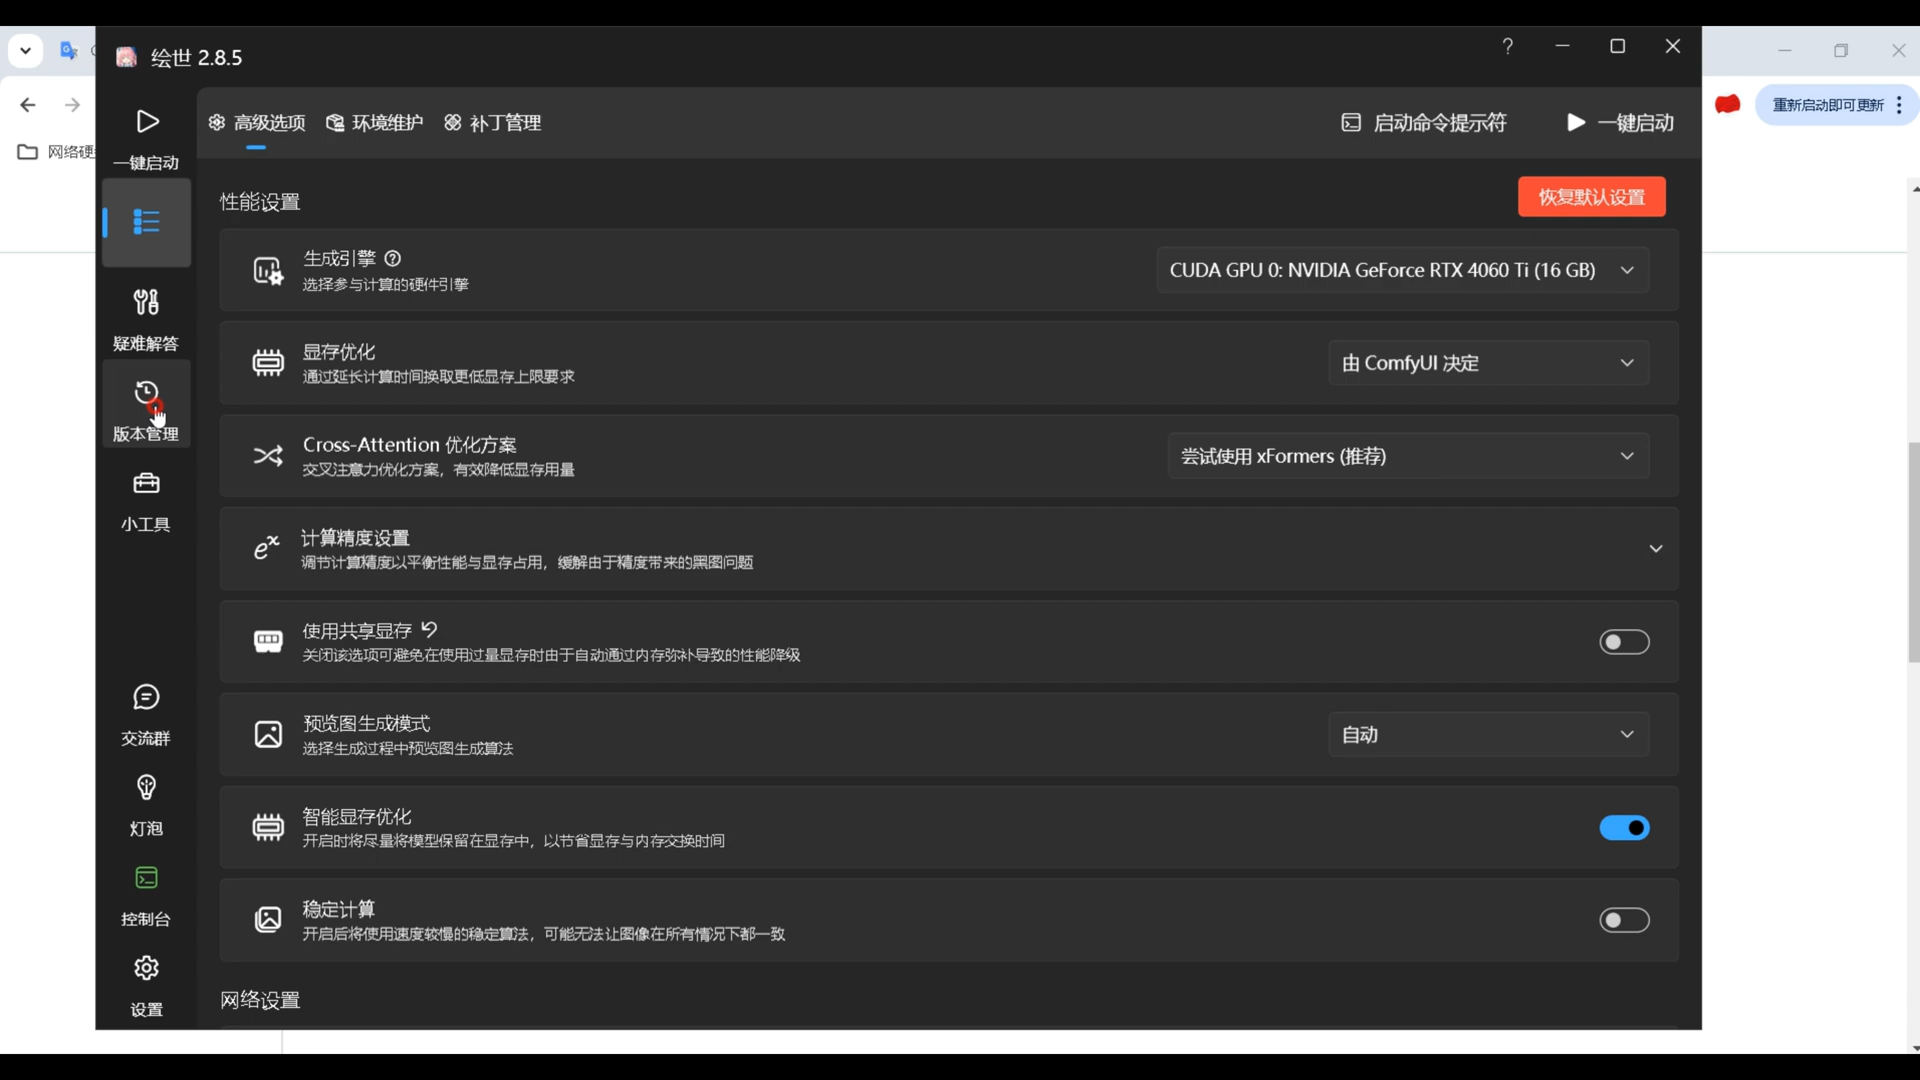 绘世 2.8.5
重新启动即可更新
网络硬
一键启动
疑难解答
版本管理
小工具
交流群
灯泡
控制台
设置
高级选项 环境维护 补丁管理
启动命令提示符 一键启动
性能设置
恢复默认设置
生成引擎
选择参与计算的硬件引擎
CUDA GPU 0: NVIDIA GeForce RTX 4060 Ti (16 GB)
显存优化
通过延长计算时间换取更低显存上限要求
由 ComfyUI 决定
Cross-Attention 优化方案
交叉注意力优化方案，有效降低显存用量
尝试使用 xFormers (推荐)
计算精度设置
调节计算精度以平衡性能与显存占用，缓解由于精度带来的黑图问题
使用共享显存
关闭该选项可避免在使用过量显存时由于自动通过内存弥补导致的性能降级
预览图生成模式
选择生成过程中预览图生成算法
自动
智能显存优化
开启时将尽量将模型保留在显存中，以节省显存与内存交换时间
稳定计算
开启后将使用速度较慢的稳定算法，可能无法让图像在所有情况下都一致
网络设置